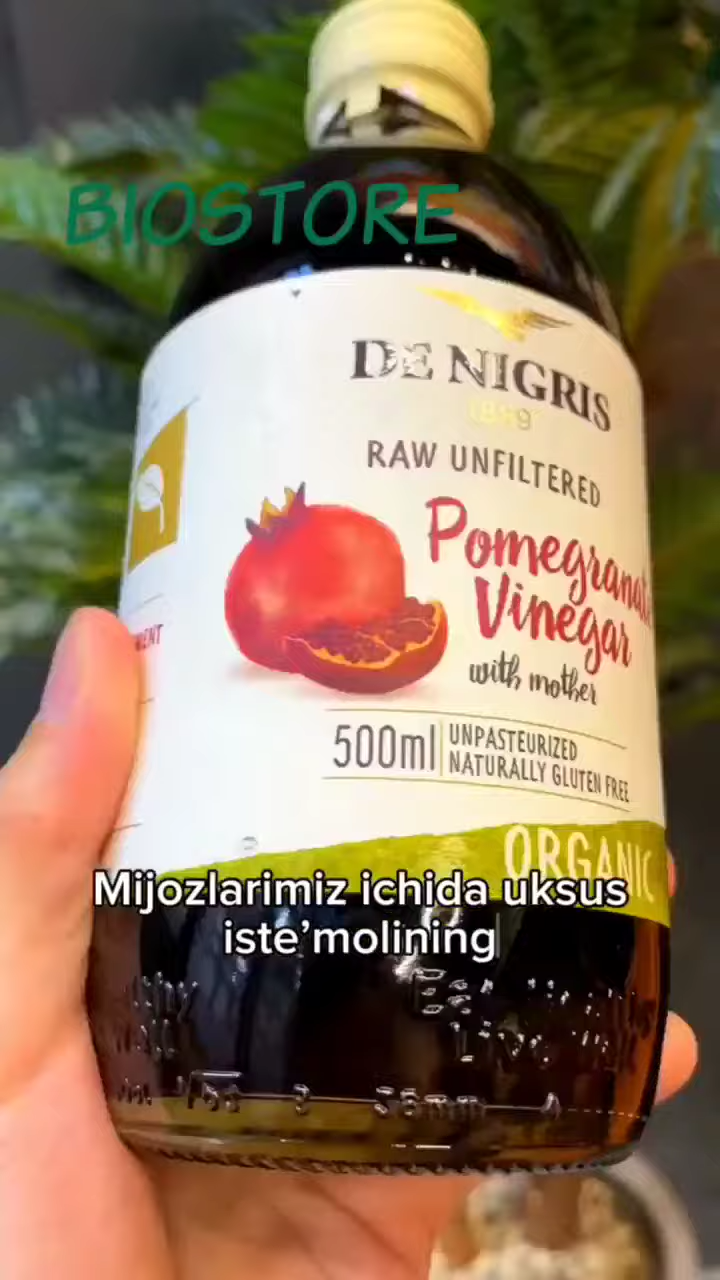 BIOSTORE
DE NIGRIS
1889
RAW UNFILTERED
Pomegranate
Vinegar
with mother
500ml
UNPASTEURIZED
NATURALLY GLUTEN FREE
ORGANIC
Mijozlarimiz ichida uksus
iste’molining